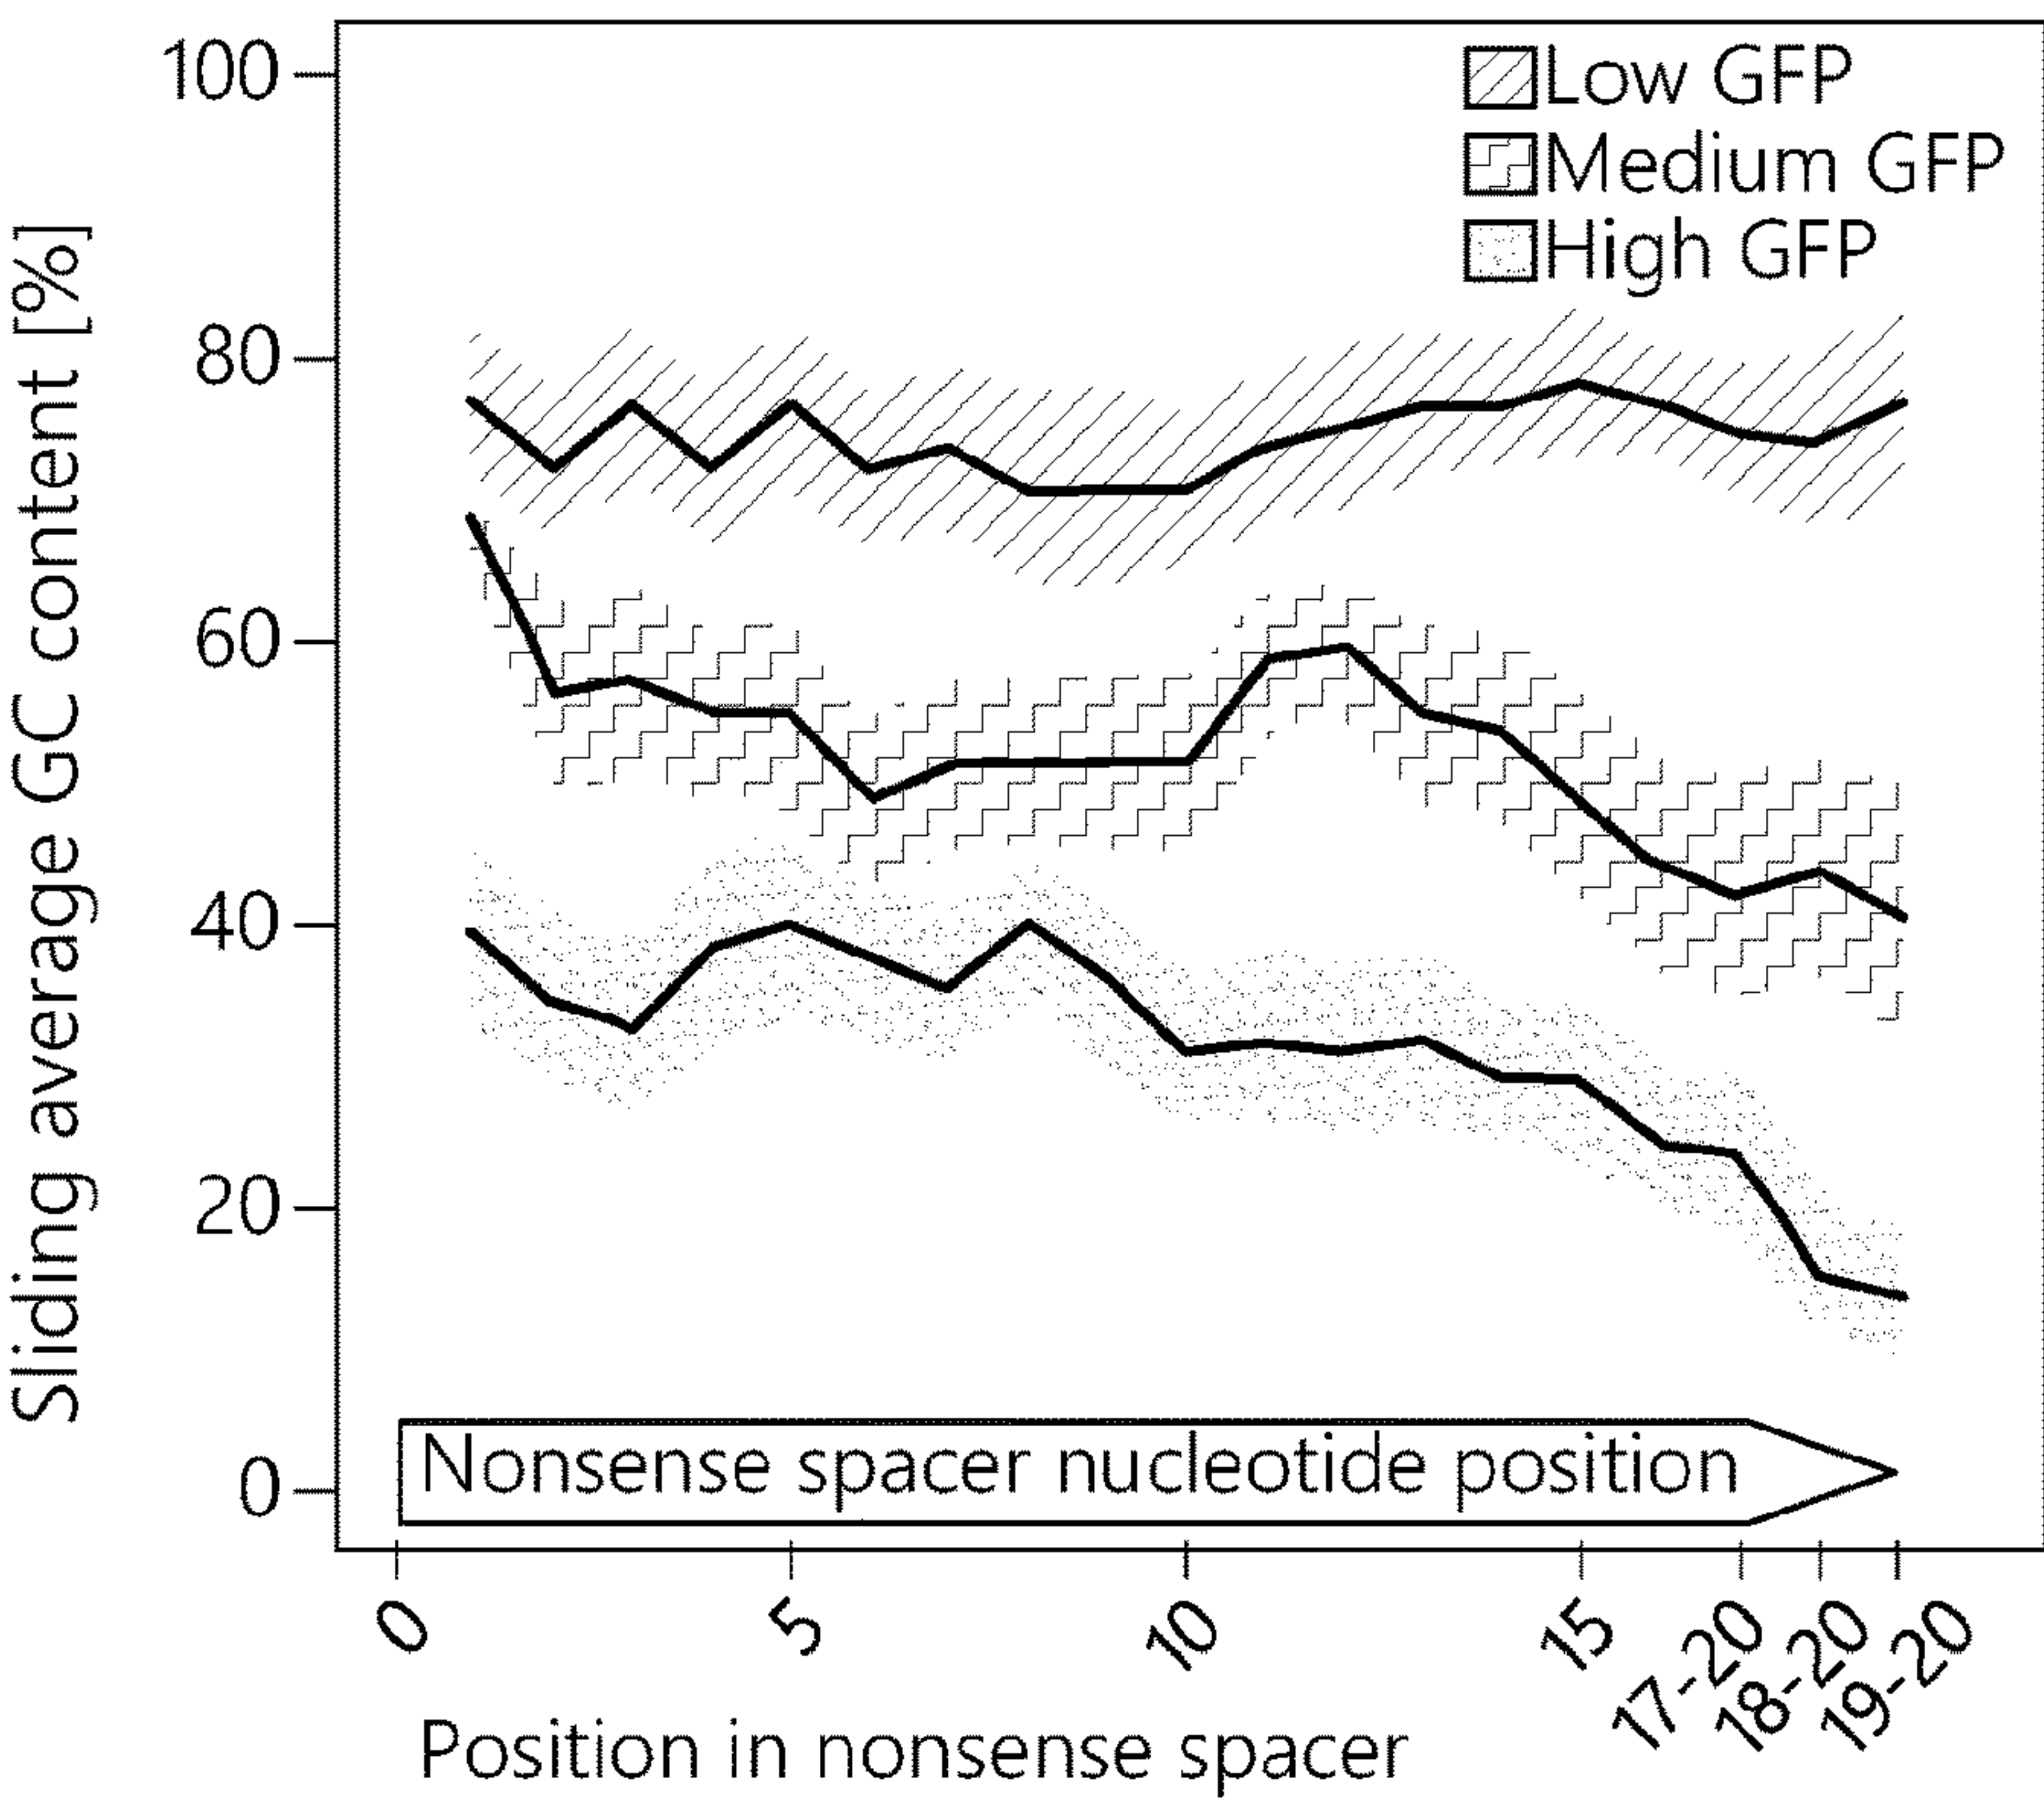 Low GFP
Medium GFP
High GFP
Sliding average GC content [%]
100
80
60
40
20
0
Nonsense spacer nucleotide position
0
5
10
15
17-20
18-20
19-20
Position in nonsense spacer